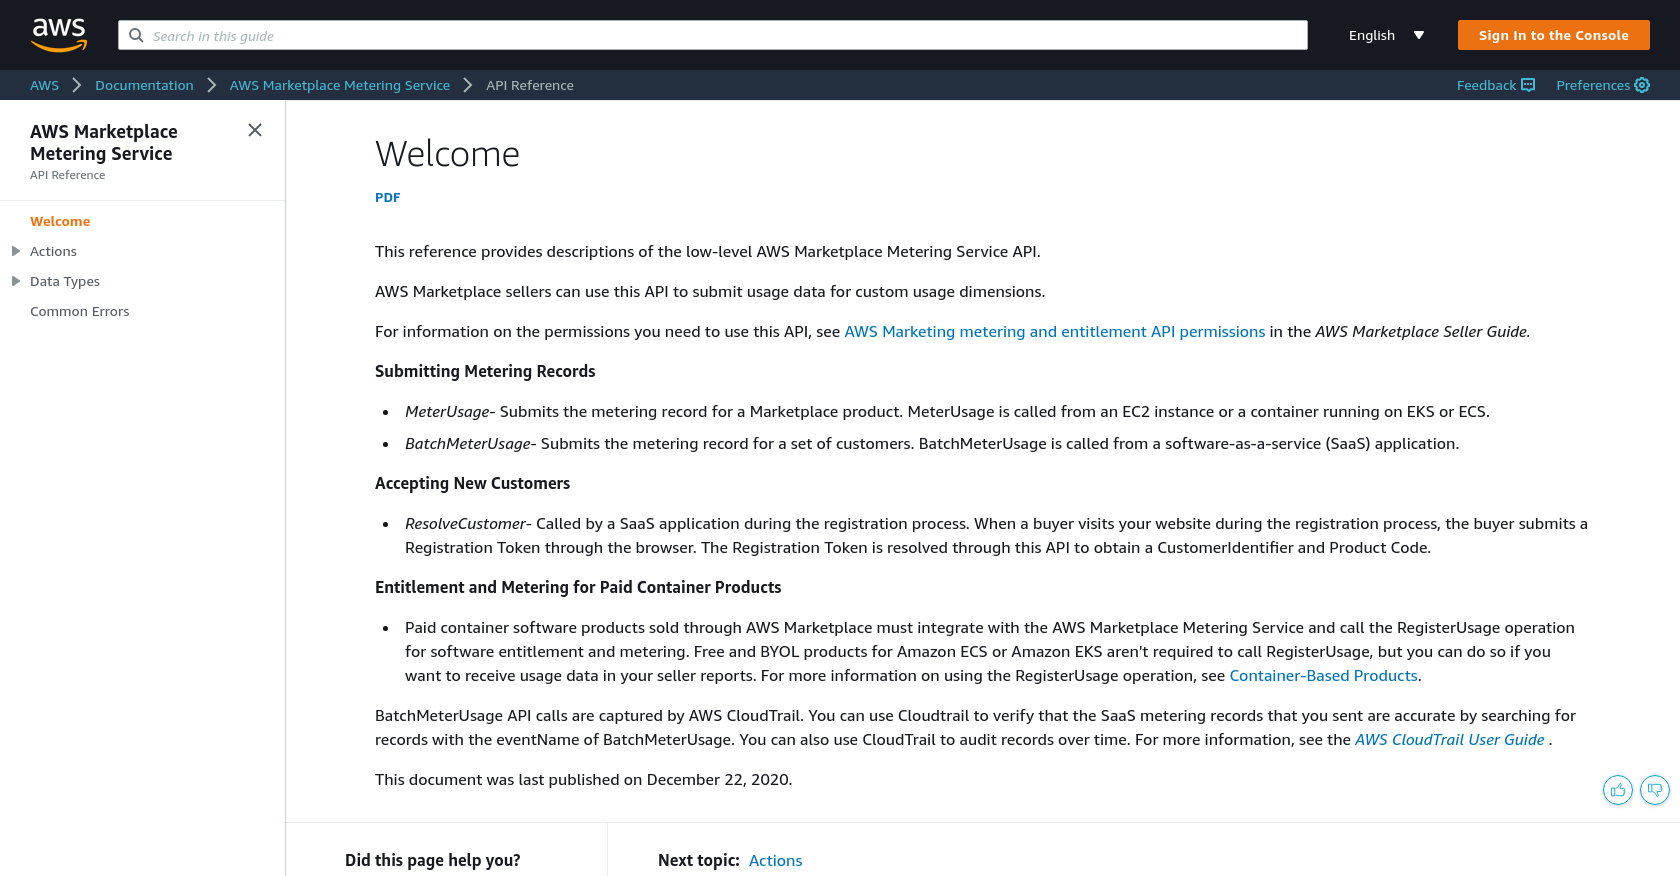 aws
Search in this guide
English
Sign In to the Console
AWS
Documentation
AWS Marketplace Metering Service
API Reference
Feedback
Preferences
AWS Marketplace
Metering Service
API Reference
Welcome
Actions
Data Types
Common Errors
Welcome
PDF
This reference provides descriptions of the low-level AWS Marketplace Metering Service API.
AWS Marketplace sellers can use this API to submit usage data for custom usage dimensions.
For information on the permissions you need to use this API, see AWS Marketing metering and entitlement API permissions in the AWS Marketplace Seller Guide.
Submitting Metering Records
• MeterUsage- Submits the metering record for a Marketplace product. MeterUsage is called from an EC2 instance or a container running on EKS or ECS.
• BatchMeterUsage- Submits the metering record for a set of customers. BatchMeterUsage is called from a software-as-a-service (SaaS) application.
Accepting New Customers
• ResolveCustomer- Called by a SaaS application during the registration process. When a buyer visits your website during the registration process, the buyer submits a
Registration Token through the browser. The Registration Token is resolved through this API to obtain a CustomerIdentifier and Product Code.
Entitlement and Metering for Paid Container Products
• Paid container software products sold through AWS Marketplace must integrate with the AWS Marketplace Metering Service and call the RegisterUsage operation
for software entitlement and metering. Free and BYOL products for Amazon ECS or Amazon EKS aren't required to call RegisterUsage, but you can do so if you
want to receive usage data in your seller reports. For more information on using the RegisterUsage operation, see Container-Based Products.
BatchMeterUsage API calls are captured by AWS CloudTrail. You can use Cloudtrail to verify that the SaaS metering records that you sent are accurate by searching for
records with the eventName of BatchMeterUsage. You can also use CloudTrail to audit records over time. For more information, see the AWS CloudTrail User Guide .
This document was last published on December 22, 2020.
Did this page help you?
Next topic: Actions